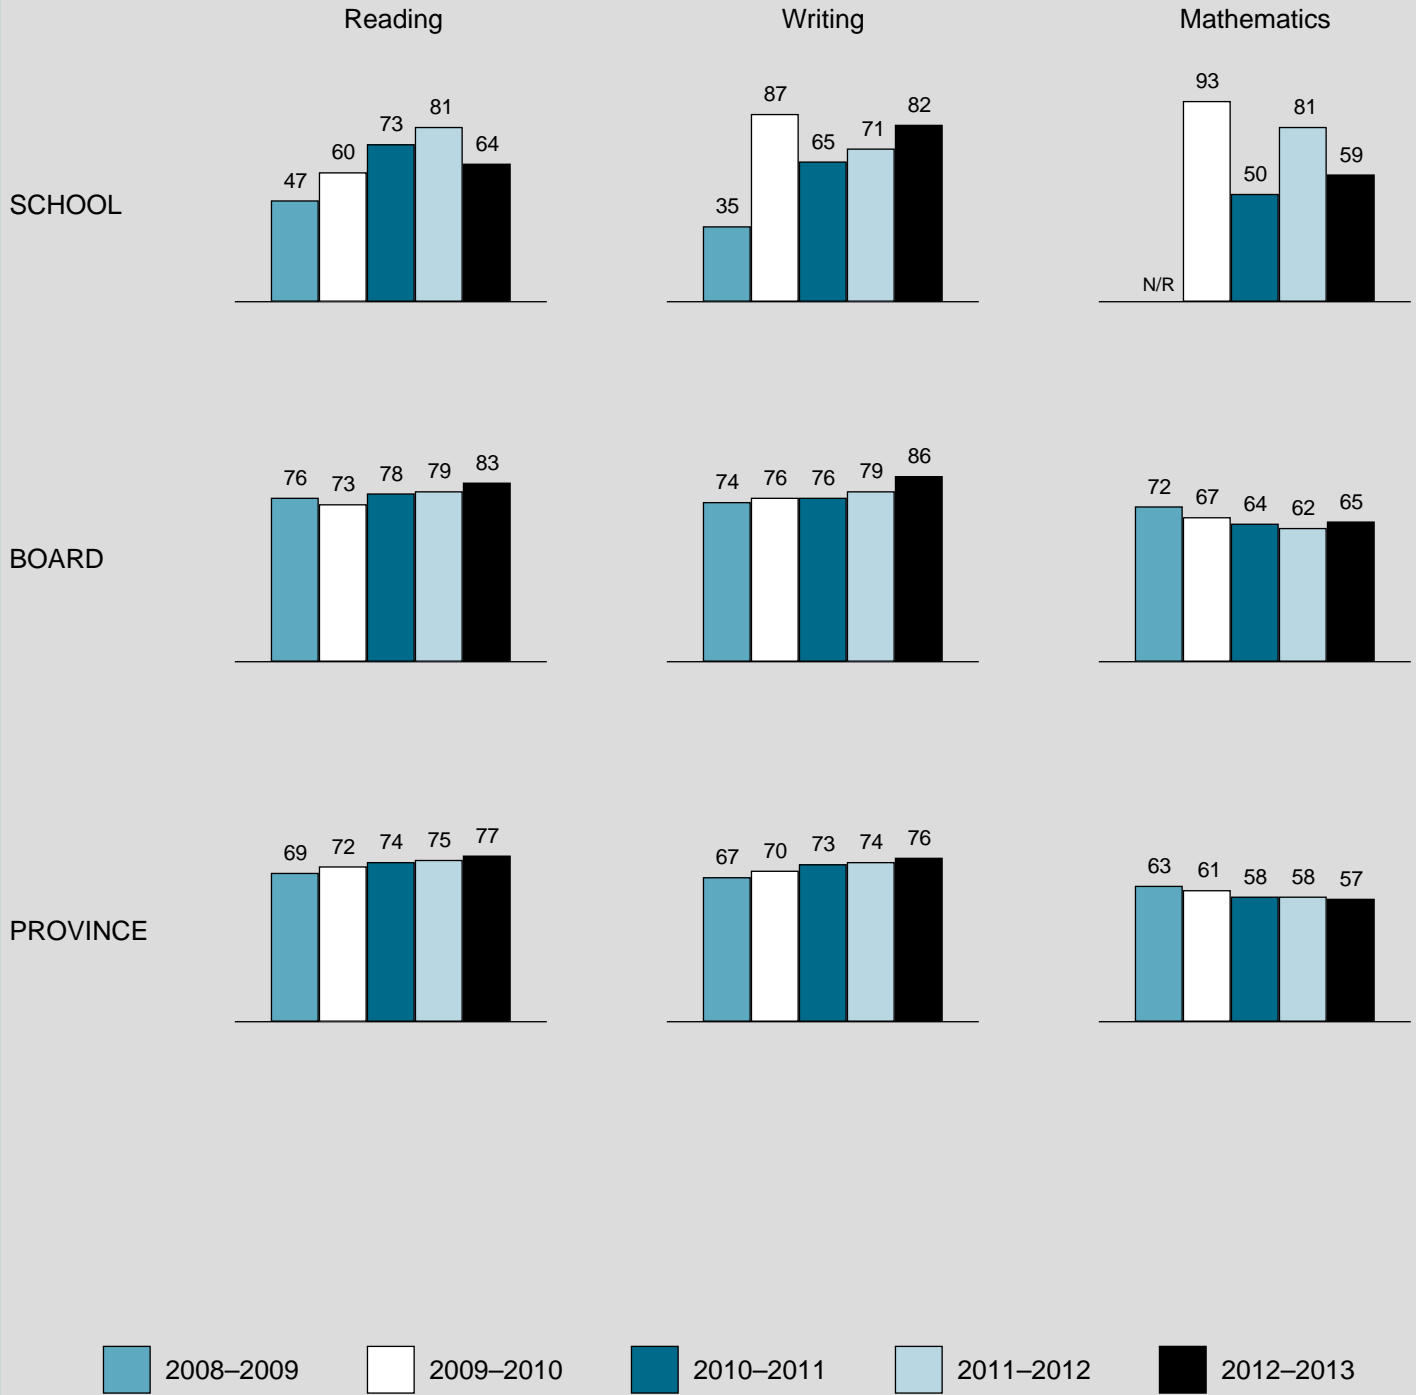 Reading Writing Mathematics
SCHOOL
47 60 73 81 64
35 87 65 71 82
N/R 93 50 81 59
BOARD
76 73 78 79 83
74 76 76 79 86
72 67 64 62 65
PROVINCE
69 72 74 75 77
67 70 73 74 76
63 61 58 58 57
2008–2009 2009–2010 2010–2011 2011–2012 2012–2013